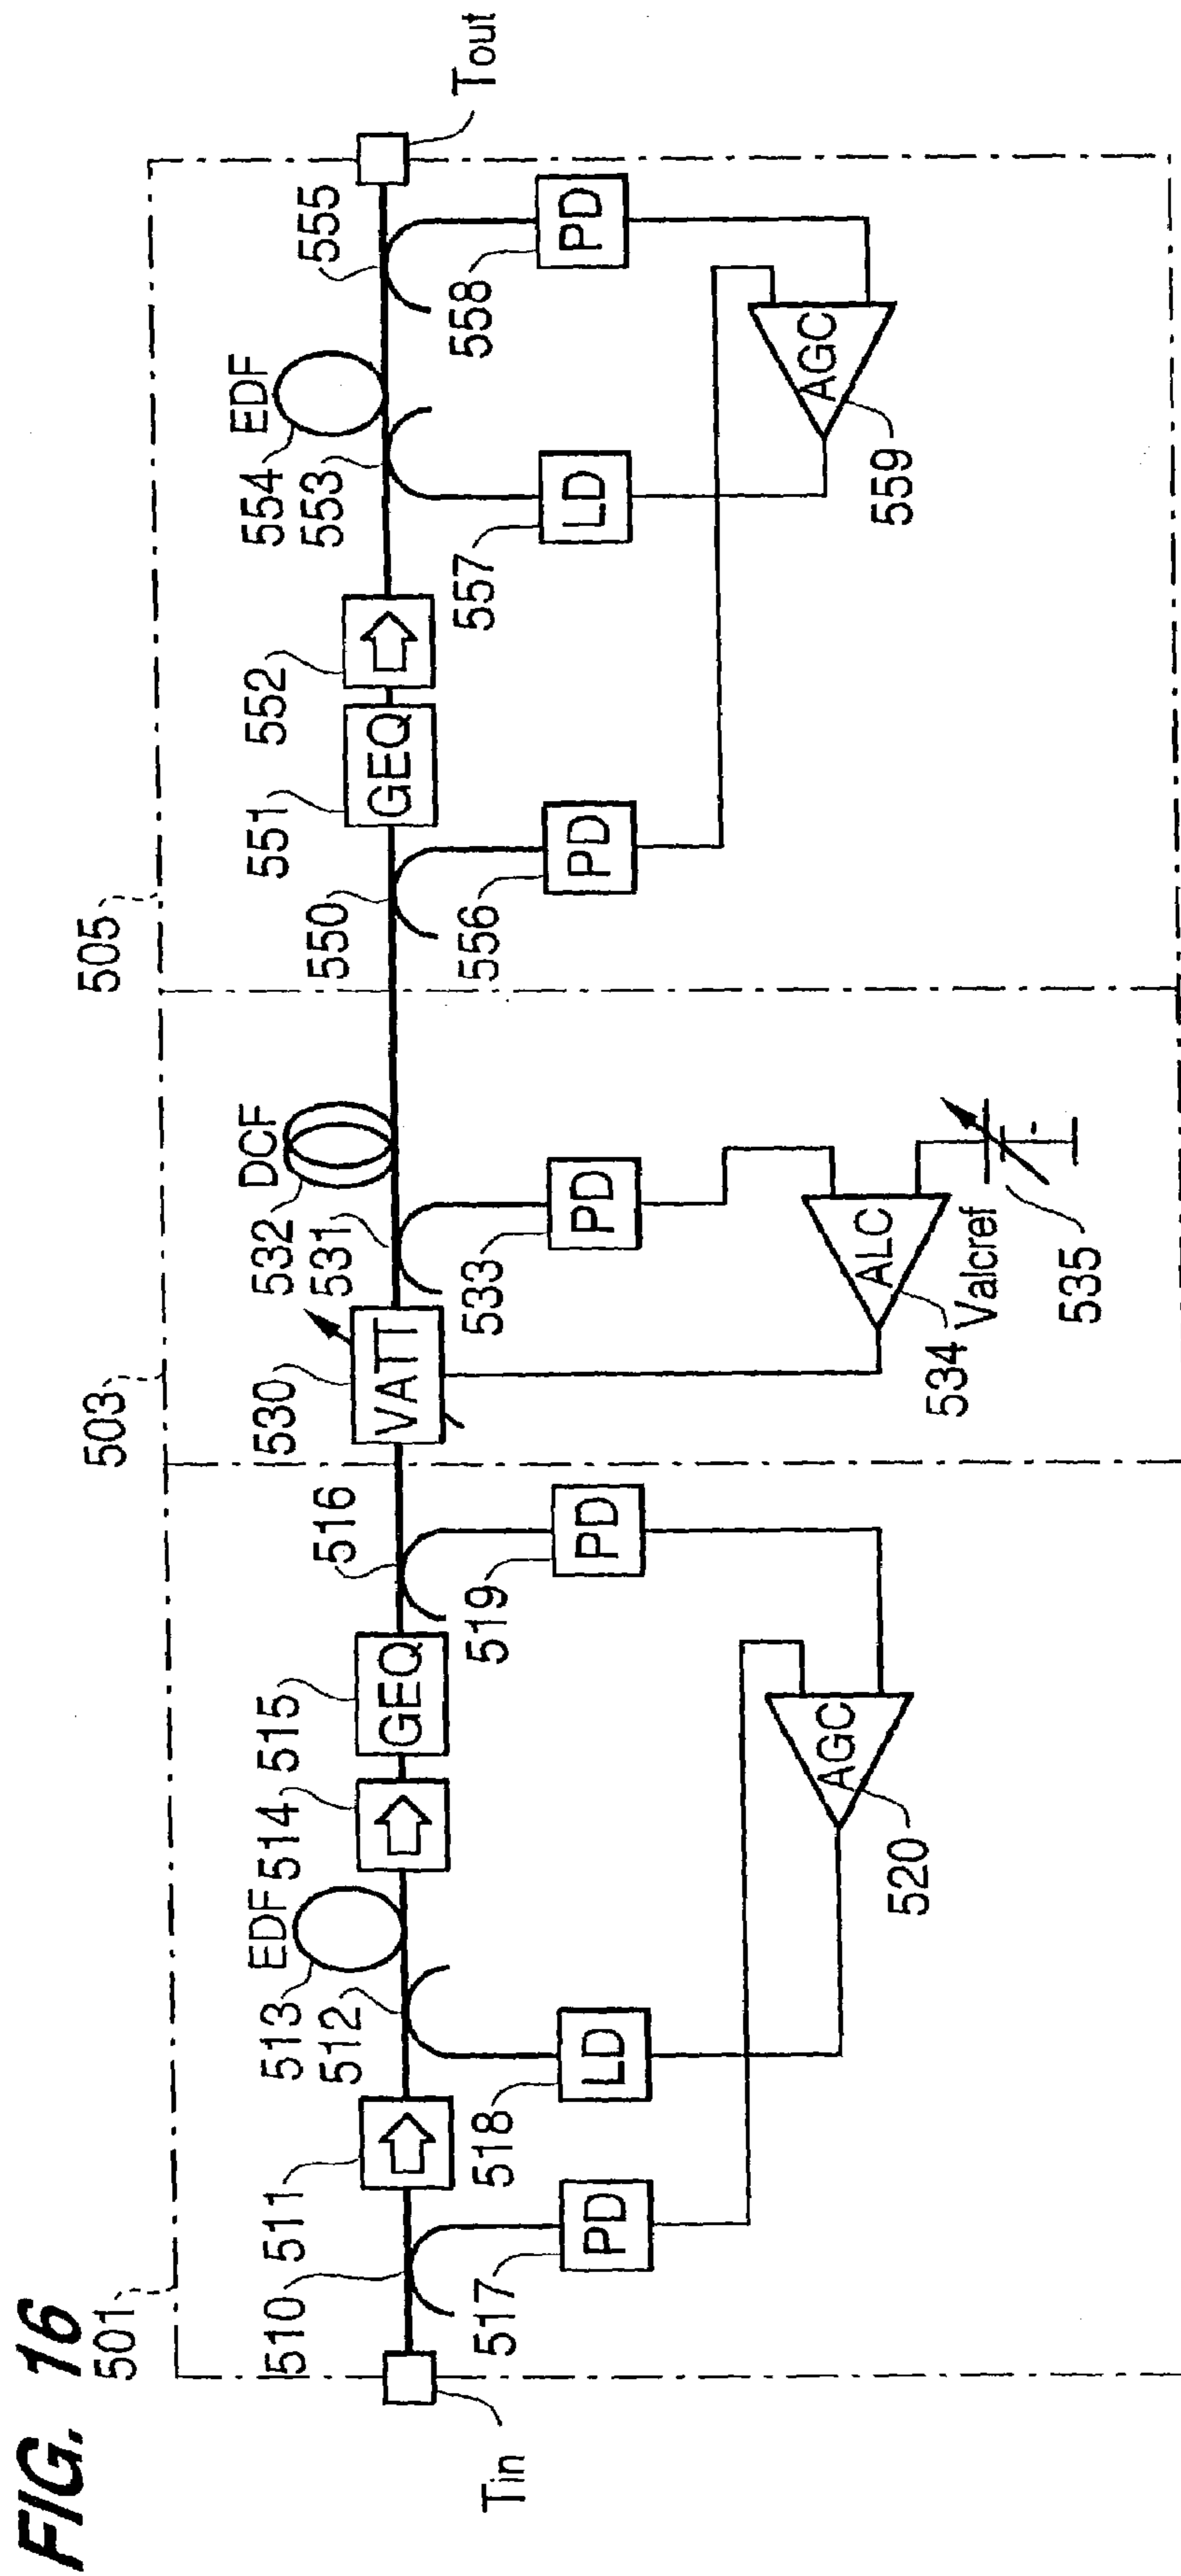 FIG. 16
501
503
505
Tin
510
511
512
513
EDF
514
515
GEQ
516
517
PD
518
LD
519
PD
520
AGC
530
VATT
531
532
DCF
533
PD
534
ALC
Valcref
535
550
551
GEQ
552
553
554
EDF
555
556
PD
557
LD
558
PD
559
AGC
Tout